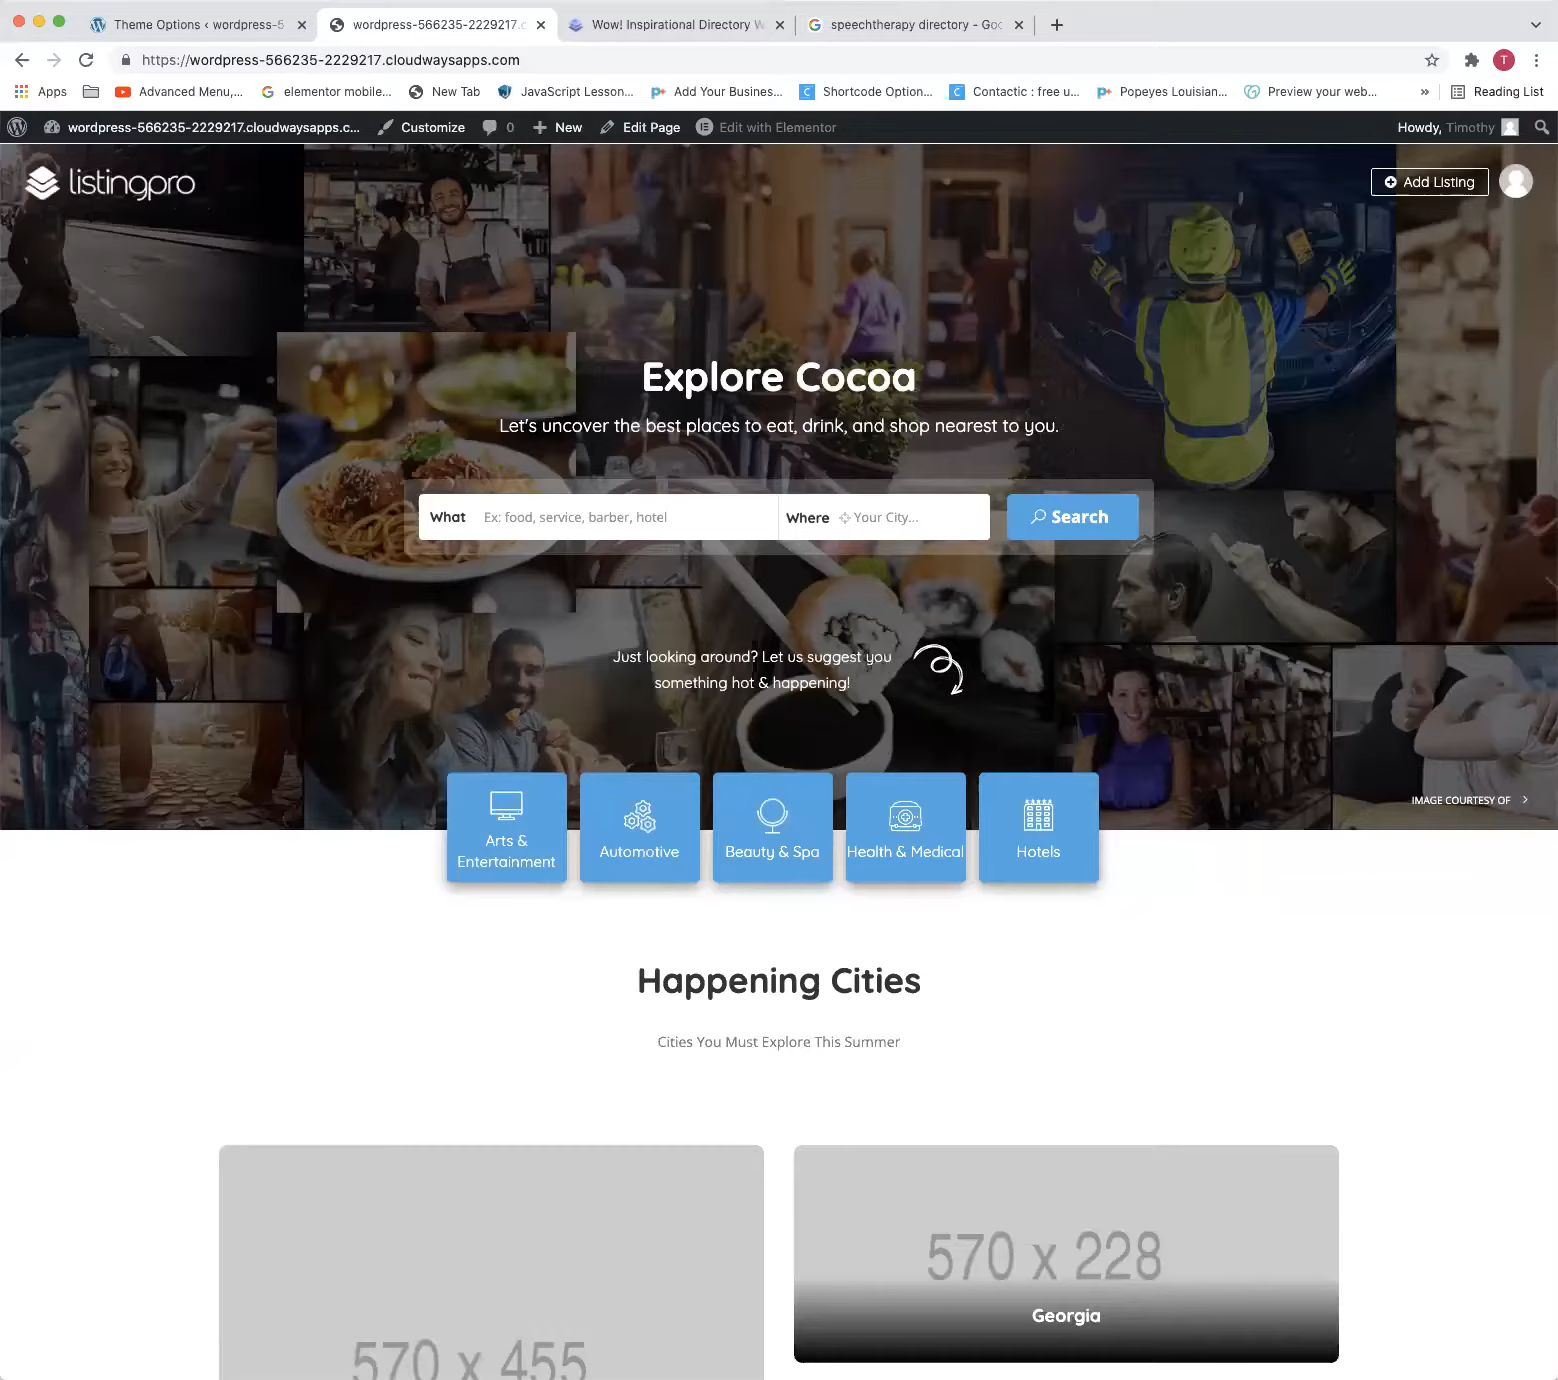 Theme Options ‹ wordpress-5
wordpress-566235-2229217.c
Wow! Inspirational Directory W
speechtherapy directory - Goo
https://wordpress-566235-2229217.cloudwaysapps.com
T
Apps
Advanced Menu,...
elementor mobile...
New Tab
JavaScript Lesson...
Add Your Busines...
Shortcode Option...
Contactic : free u...
Popeyes Louisian...
Preview your web...
»
Reading List
wordpress-566235-2229217.cloudwaysapps.c...
Customize
0
New
Edit Page
Edit with Elementor
Howdy, Timothy
listingpro
Add Listing
Explore Cocoa
Let's uncover the best places to eat, drink, and shop nearest to you.
What
Ex: food, service, barber, hotel
Where
Your City...
Search
Just looking around? Let us suggest you
something hot & happening!
IMAGE COURTESY OF
Arts &
Entertainment
Automotive
Beauty & Spa
Health & Medical
Hotels
Happening Cities
Cities You Must Explore This Summer
570 x 228
Georgia
570 x 455